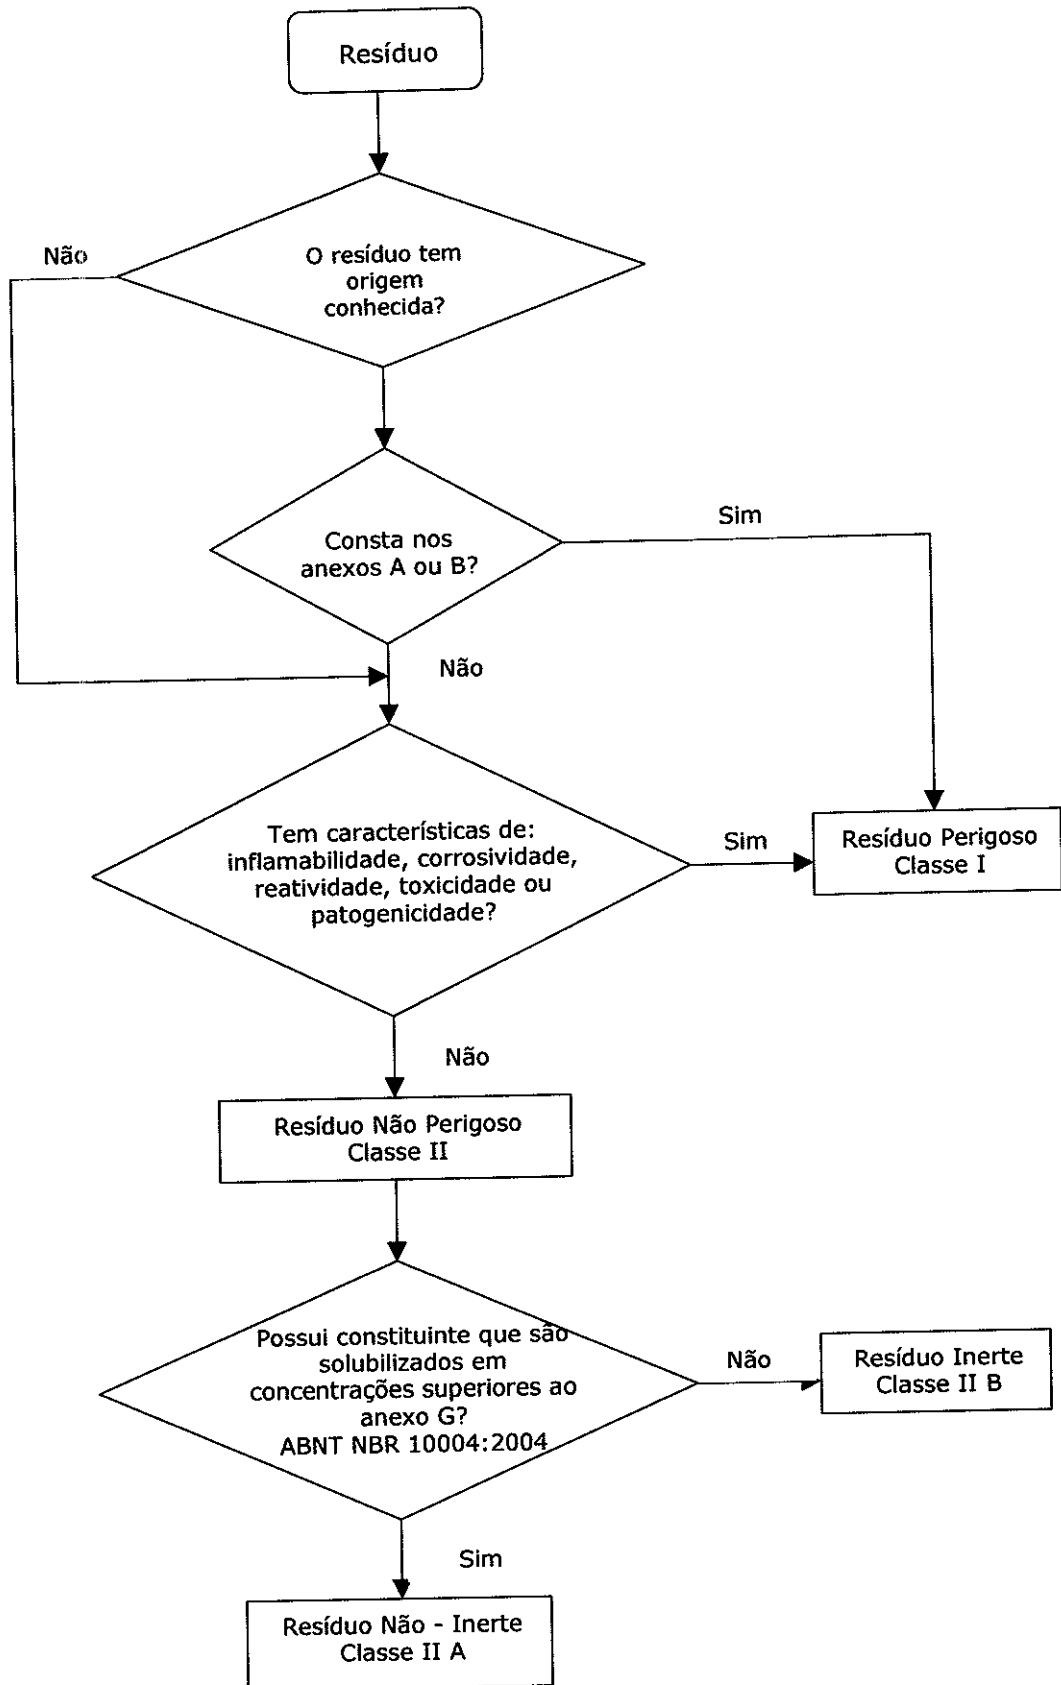 Resíduo
Não
O resíduo tem
origem
conhecida?
Sim
Consta nos
anexos A ou B?
Não
Tem características de:
inflamabilidade, corrosividade,
reatividade, toxicidade ou
patogenicidade?
Sim
Resíduo Perigoso
Classe I
Não
Resíduo Não Perigoso
Classe II
Possui constituinte que são
solubilizados em
concentrações superiores ao
anexo G?
ABNT NBR 10004:2004
Não
Resíduo Inerte
Classe II B
Sim
Resíduo Não - Inerte
Classe II A